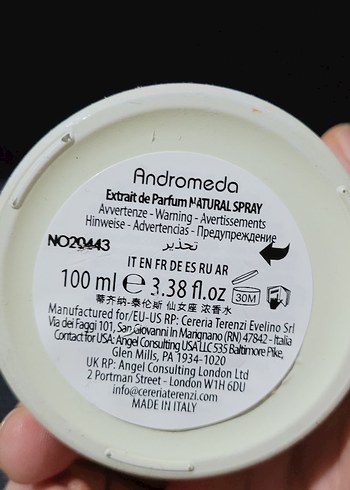 Andromeda
Extrait de Parfum NATURAL SPRAY
Avvertenze - Warning - Avertissements
Hinweise - Advertencias - Предупреждение
تحذير
NO20443
IT EN FR DE ES RU AR
100 ml ℮ 3.38 fl.oz
30M
蒂齐纳-泰伦斯 仙女座 浓香水
Manufactured for/EU-US RP: Cereria Terenzi Evelino Srl
Via dei Faggi 101, San Giovanni In Marignano (RN) 47842 - Italia
Contact for USA: Angel Consulting USA LLC 535 Baltimore Pike,
Glen Mills, PA 1934-1020
UK RP: Angel Consulting London Ltd
2 Portman Street - London W1H 6DU
info@cereriaterenzi.com
MADE IN ITALY